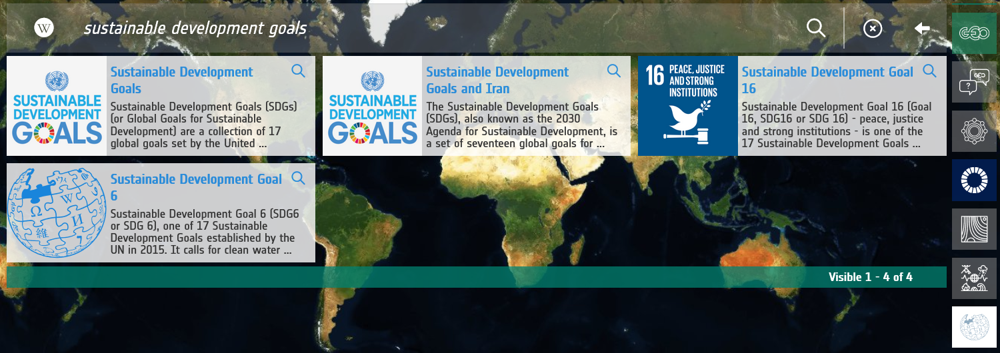 W
sustainable development goals
SUSTAINABLE
DEVELOPMENT
GOALS
Sustainable Development
Goals
Sustainable Development Goals (SDGs)
(or Global Goals for Sustainable
Development) are a collection of 17
global goals set by the United ...
SUSTAINABLE
DEVELOPMENT
GOALS
Sustainable Development
Goals and Iran
The Sustainable Development Goals
(SDGs), also known as the 2030
Agenda for Sustainable Development, is
a set of seventeen global goals for ...
16 PEACE, JUSTICE
AND STRONG
INSTITUTIONS
Sustainable Development Goal
16
Sustainable Development Goal 16 (Goal
16, SDG16 or SDG 16) - peace, justice
and strong institutions - is one of the
17 Sustainable Development Goals ...
W
Ω
И
維
Sustainable Development Goal
6
Sustainable Development Goal 6 (SDG6
or SDG 6), one of 17 Sustainable
Development Goals established by the
UN in 2015. It calls for clean water ...
Visible 1 - 4 of 4
GEO
GEO
?